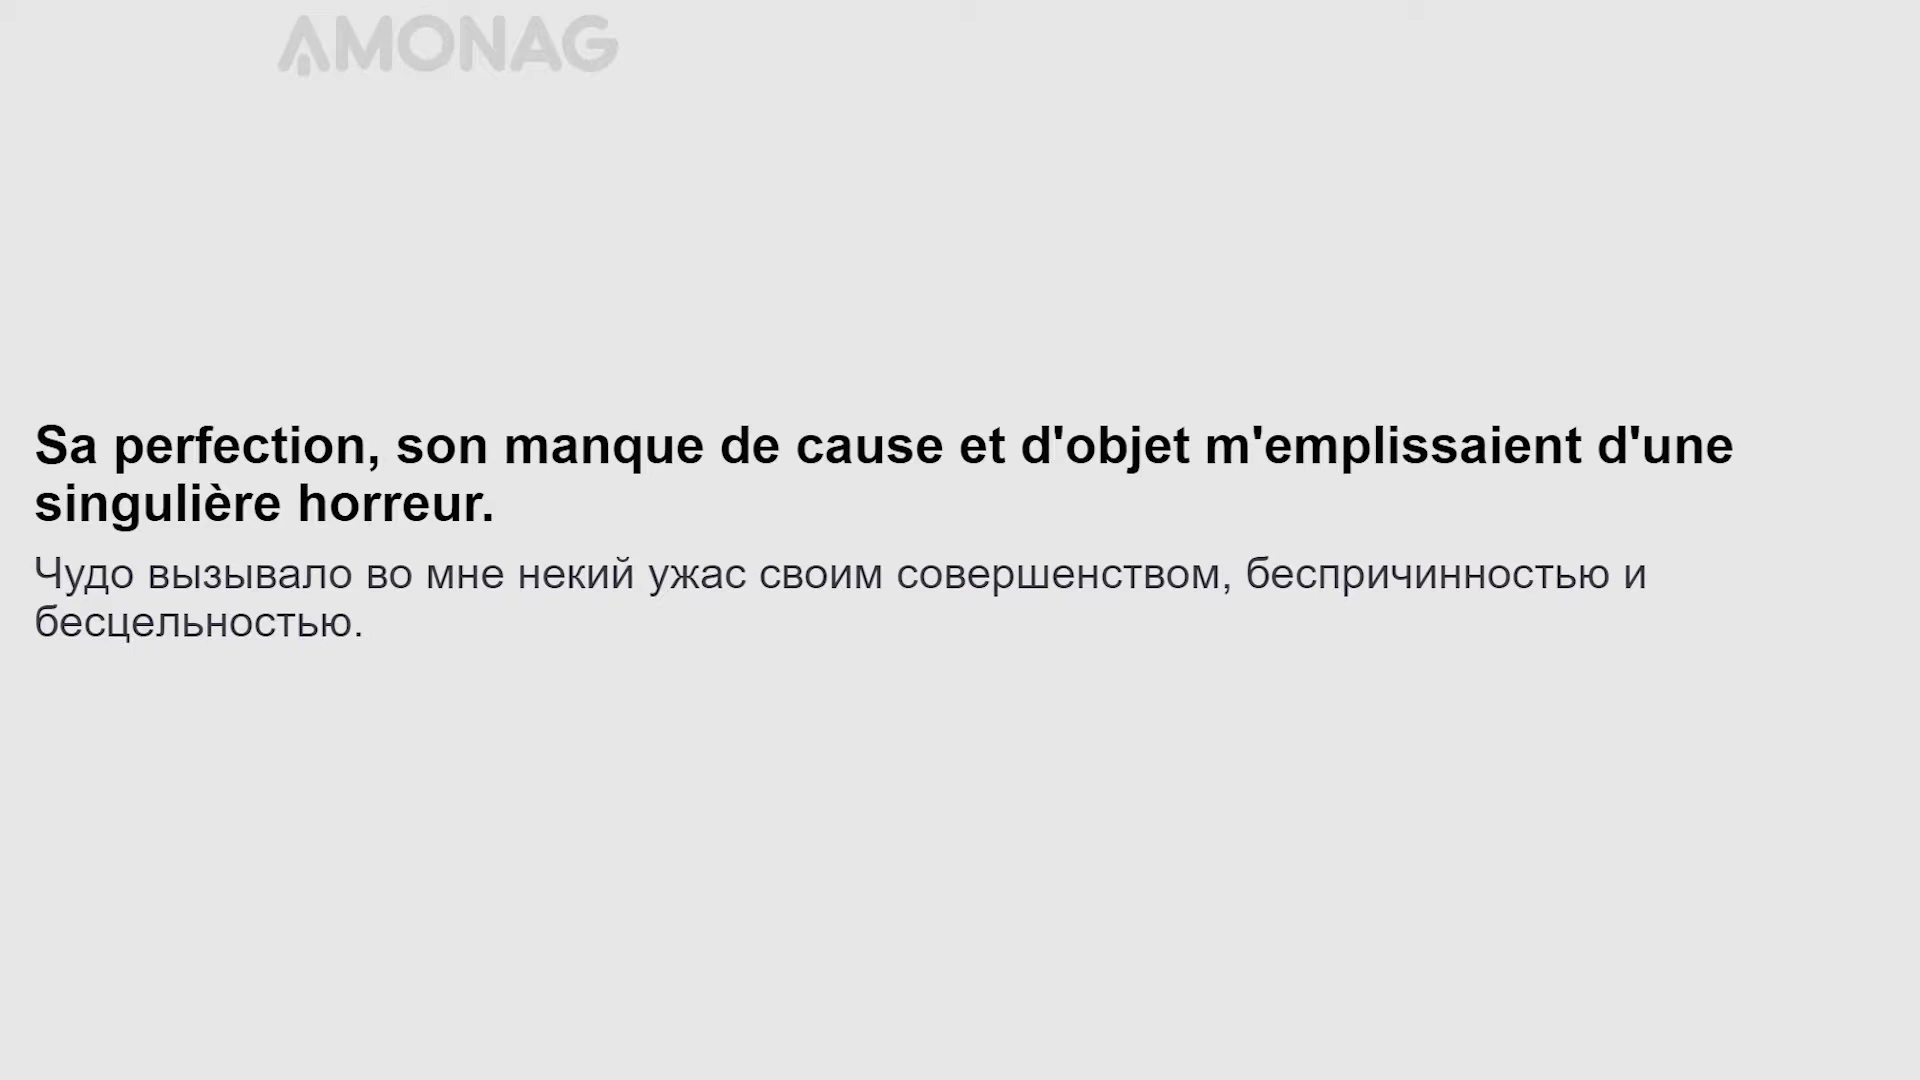 AMONAG
Sa perfection, son manque de cause et d'objet m'emplissaient d'une
singulière horreur.
Чудо вызывало во мне некий ужас своим совершенством, беспричинностью и
бесцельностью.